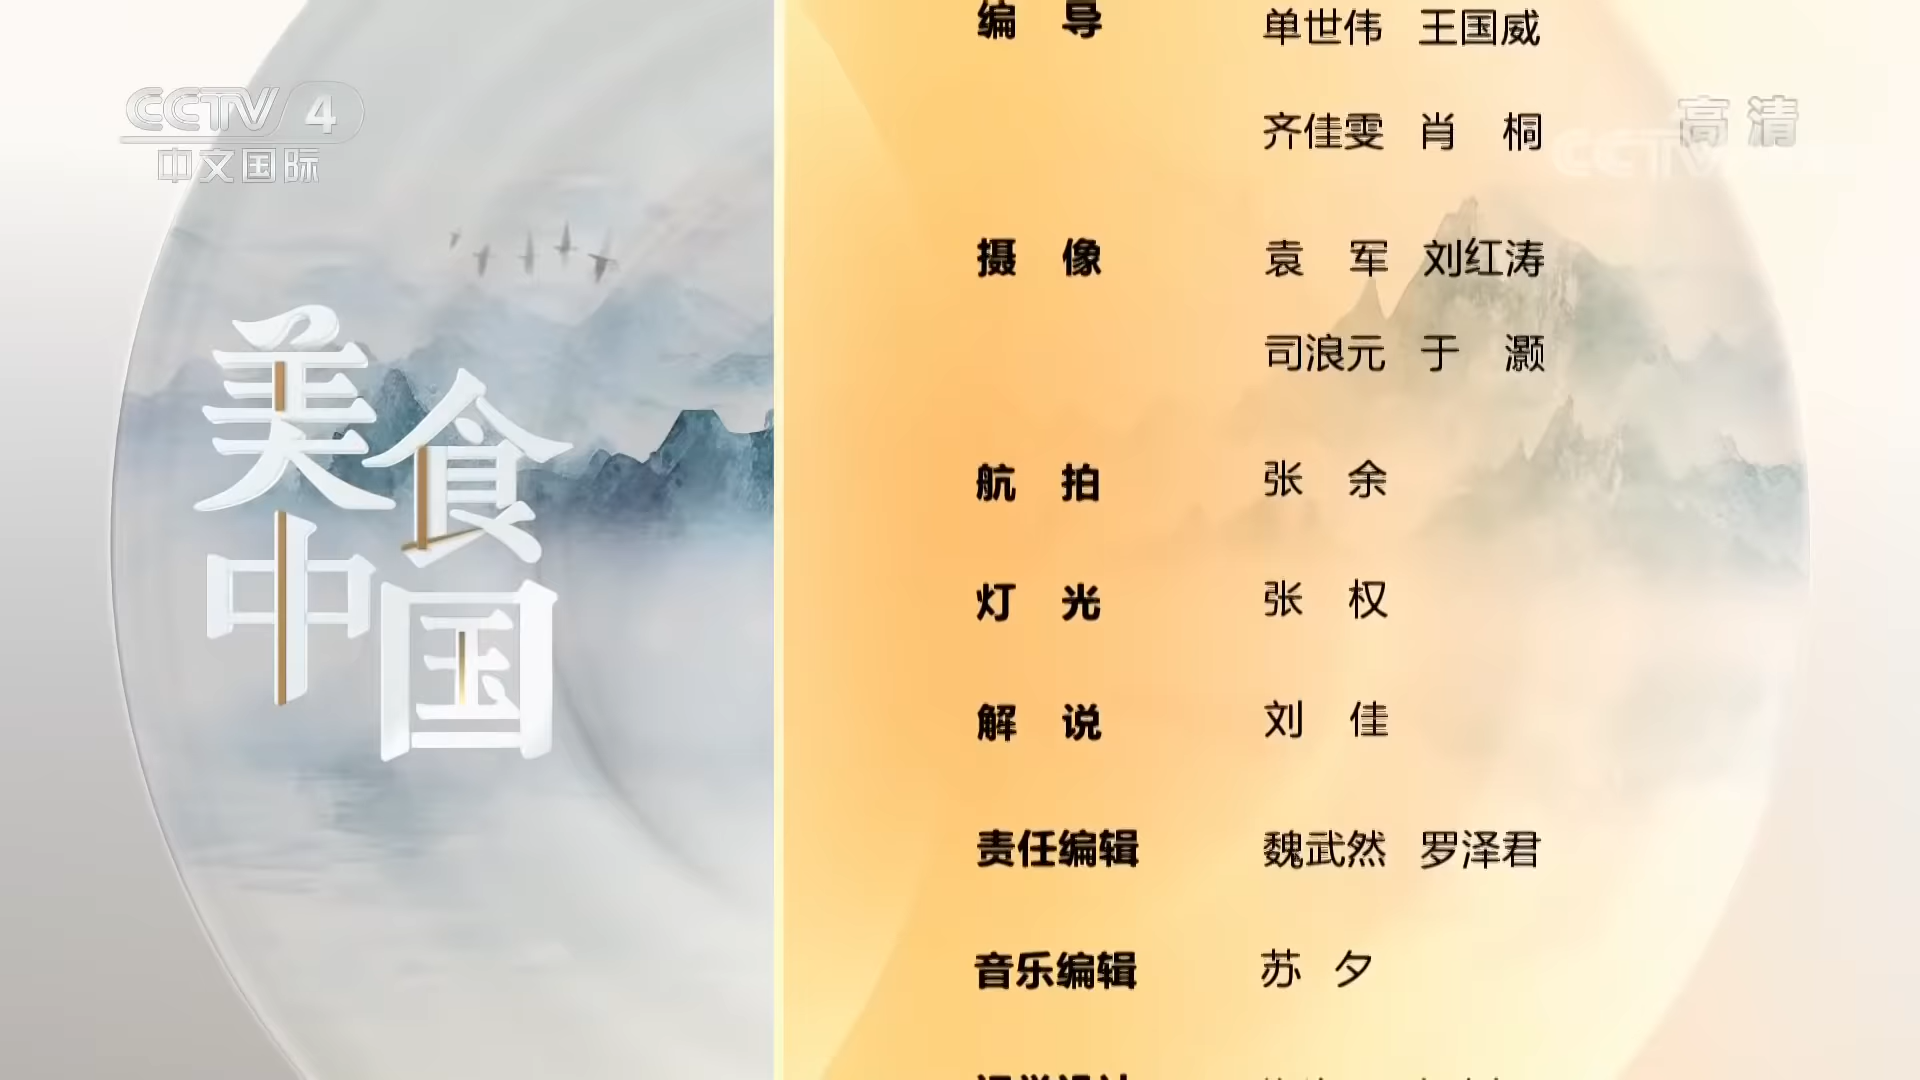 CCTV 4
中文国际
高清
CCTV
美食
中国
编 导 单世伟 王国威
齐佳雯 肖 桐
摄 像 袁 军 刘红涛
司浪元 于 灏
航 拍 张 余
灯 光 张 权
解 说 刘 佳
责任编辑 魏武然 罗泽君
音乐编辑 苏 夕